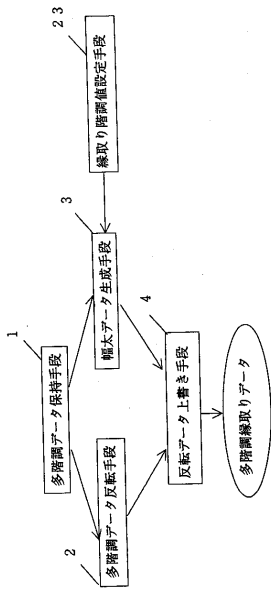 1
多階調データ保持手段
2
多階調データ反転手段
3
幅太データ生成手段
23
縁取り階調値設定手段
4
反転データ上書き手段
多階調縁取りデータ